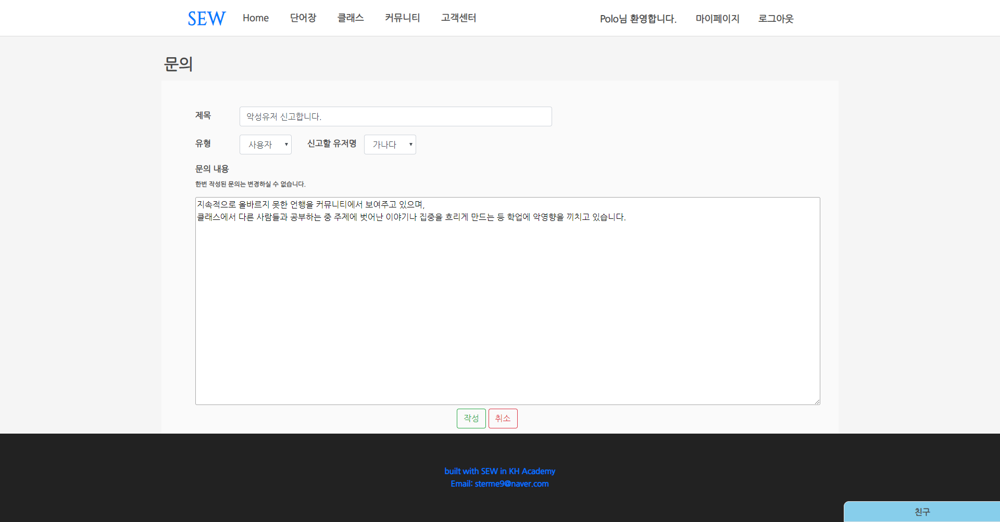 SEW Home 단어장 클래스 커뮤니티 고객센터 Polo님 환영합니다. 마이페이지 로그아웃
문의
제목 악성유저 신고합니다.
유형 사용자 신고할 유저명 가나다
문의 내용
한번 작성된 문의는 변경하실 수 없습니다.
지속적으로 올바르지 못한 언행을 커뮤니티에서 보여주고 있으며,
클래스에서 다른 사람들과 공부하는 중 주제에 벗어난 이야기나 집중을 흐리게 만드는 등 학업에 악영향을 끼치고 있습니다.
작성 취소
built with SEW in KH Academy
Email: sterme9@naver.com
친구